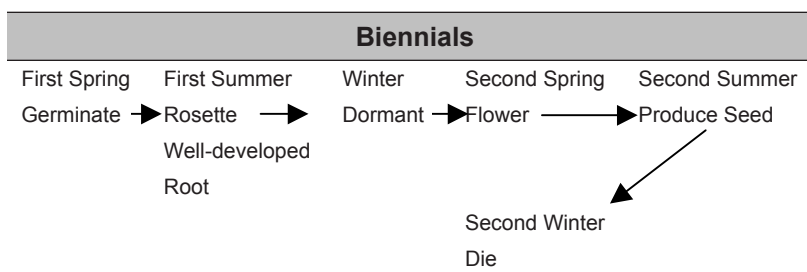 Biennials
First Spring First Summer Winter Second Spring Second Summer
Germinate Rosette Dormant Flower Produce Seed
Well-developed
Root
Second Winter
Die